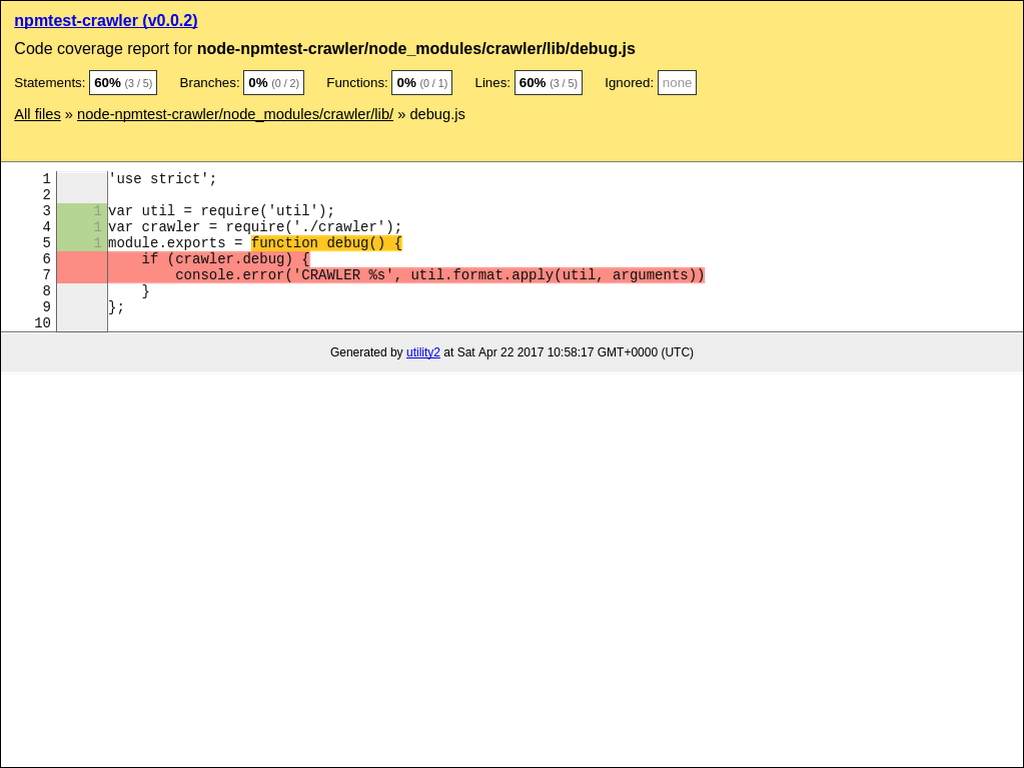 npmtest-crawler (v0.0.2)
Code coverage report for node-npmtest-crawler/node_modules/crawler/lib/debug.js
Statements: 60% (3 / 5) Branches: 0% (0 / 2) Functions: 0% (0 / 1) Lines: 60% (3 / 5) Ignored: none
All files » node-npmtest-crawler/node_modules/crawler/lib/ » debug.js
1 'use strict';
2
3 1 var util = require('util');
4 1 var crawler = require('./crawler');
5 1 module.exports = function debug() {
6     if (crawler.debug) {
7         console.error('CRAWLER %s', util.format.apply(util, arguments))
8     }
9 };
10
Generated by utility2 at Sat Apr 22 2017 10:58:17 GMT+0000 (UTC)